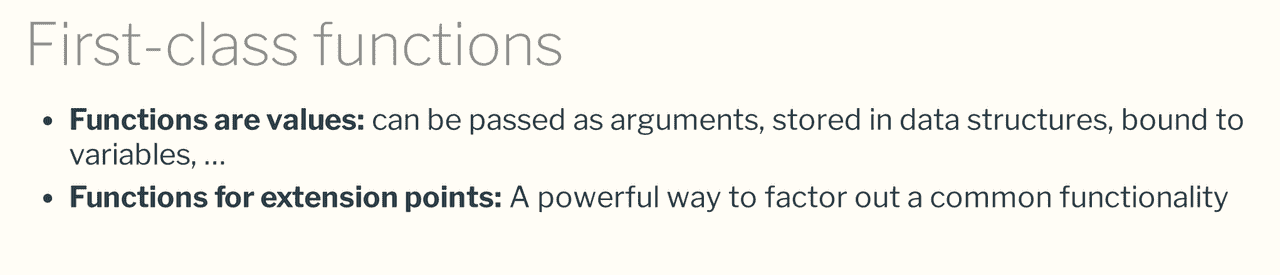 First-class functions
• Functions are values: can be passed as arguments, stored in data structures, bound to
variables, ...
• Functions for extension points: A powerful way to factor out a common functionality